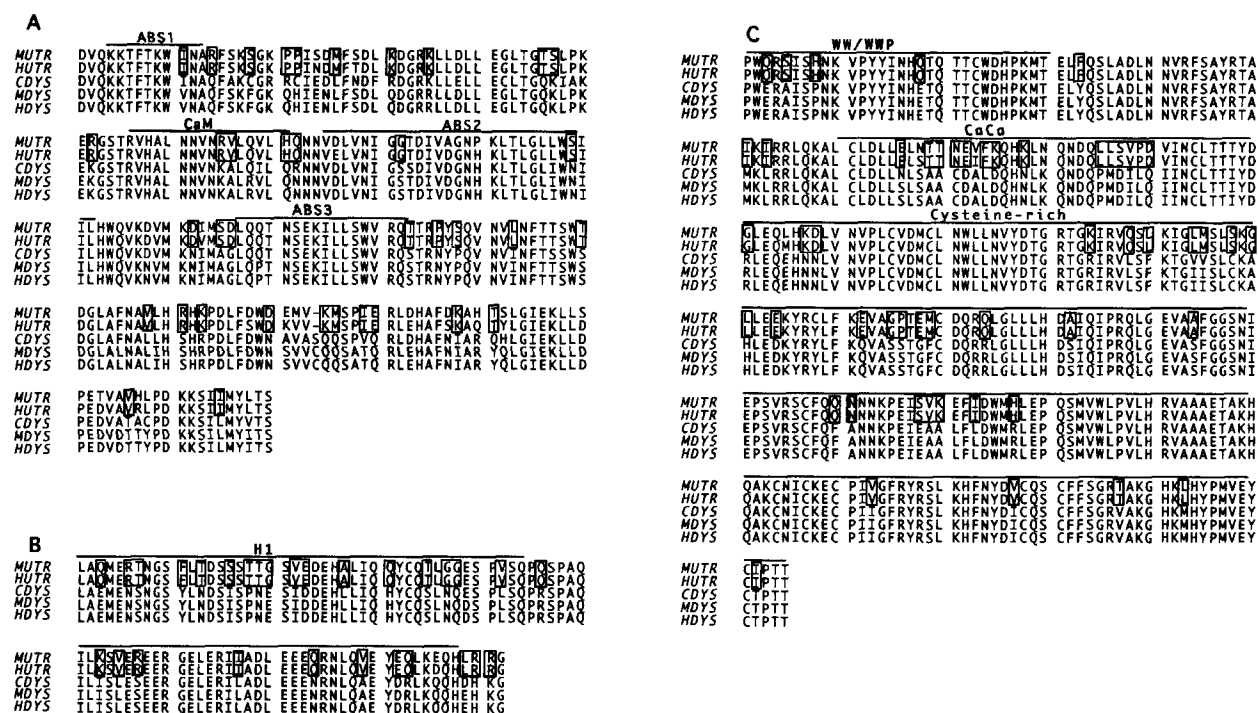 A
ABS1
MUTR DVQKKTFTKW INARFSKSGK PPISDMFSDL KDGRKLLDLL EGLTGTSLPK
HUTR DVQKKTFTKW INARFSKSGK PPINDMFTDL KDGRKLLDLL EGLTGTSLPK
CDYS DVQKKTFTKW INAQFAKCGR RCIEDLFNDF RDGRKLLELL ECLTGQKIAK
MDYS DVQKKTFTKW VNAQFSKFGK QHIENLFSDL QDGRRLLDLL EGLTGQKLPK
HDYS DVQKKTFTKW VNAQFSKFGK QHIENLFSDL QDGRRLLDLL EGLTGQKLPK
CaM ABS2
MUTR ERGSTRVHAL NNVNRVLQVL HQNNVDLVNI GGTDIVAGNP KLTLGLLWSI
HUTR ERGSTRVHAL NNVNRVLQVL HQNNVELVNI GGTDIVDGNH KLTLGLLWSI
CDYS EKGSTRVHAL NNVNKALQIL QRNNVDLVNI GSTDIVDGNH KLTLGLIWNI
MDYS EKGSTRVHAL NNVNKALRVL QKNNVDLVNI GSTDIVDGNH KLTLGLIWNI
HDYS EKGSTRVHAL NNVNKALRVL QNNNVDLVNI GSTDIVDGNH KLTLGLIWNI
ABS3
MUTR ILHWQVKDVM KDIMSDLQQT NSEKILLSWV RQTTRPYSQV NVLNFTTSWT
HUTR ILHWQVKDVM KDVMSDLQQT NSEKILLSWV RQTTRPYSQV NVLNFTTSWT
CDYS ILHWQVKDVM KNIMAGLQQT NSEKILLSWV RQSTRNYPQV NVINFTSSWS
MDYS ILHWQVKNVM KNIMAGLQPT NSEKILLSWV RQSTRNYPQV NVINFTTSWS
HDYS ILHWQVKNVM KNIMAGLQPT NSEKILLSWV RQSTRNYPQV NVINFTTSWS
MUTR DGLAFNAVLH RHKPDLFDWD EMV-KMSPIE RLDHAFDKAH TSLGIEKLLS
HUTR DGLAFNAVLH RHKPDLFSWD KVV-KMSPIE RLEHAFSKAQ TYLGIEKLLD
CDYS DGLAFNALLH SHRPDLFDWN AVASQQSPVQ RLDHAFNIAR QHLGIEKLLD
MDYS DGLALNALIH SHRPDLFDWN SVVCQQSATQ RLEHAFNIAR YQLGIEKLLD
HDYS DGLALNALIH SHRPDLFDWN SVVCQQSATQ RLEHAFNIAR YQLGIEKLLD
MUTR PETVAVHLPD KKSIIMYLTS
HUTR PEDVAVRLPD KKSIIMYLTS
CDYS PEDVATACPD KKSILMYVTS
MDYS PEDVDTTYPD KKSILMYITS
HDYS PEDVDTTYPD KKSILMYITS
B
H1
MUTR LAQMERTNGS FLTDSSSTTG SVEDEHALIQ QYCQTLGGES PVSQPQSPAQ
HUTR LAQMERTNGS FLTDSSSTTG SVEDEHALIQ QYCQTLGGES PVSQPQSPAQ
CDYS LAEMENSNGS YLNDSISPNE SIDDEHLLIQ HYCQSLNQES PLSQPRSPAQ
MDYS LAEMENSNGS YLNDSISPNE SIDDEHLLIQ HYCQSLNQDS PLSQPRSPAQ
HDYS LAEMENSNGS YLNDSISPNE SIDDEHLLIQ HYCQSLNQDS PLSQPRSPAQ
MUTR ILKSVEREER GELERIIADL EEEQRNLQVE YEQLKEQHLR RG
HUTR ILKSVEREER GELERIIADL EEEQRNLQVE YEQLKDQHLR RG
CDYS ILISLESEER GELERILADL EEENRNLQAE YDRLKQQHDH KG
MDYS ILISLESEER GELERILADL EEENRNLQAE YDRLKQQHEH KG
HDYS ILISLESEER GELERILADL EEENRNLQAE YDRLKQQHEH KG
C
WW/WWP
MUTR PWQRSISHNK VPYYINHQTQ TTCWDHPKMT ELFQSLADLN NVRFSAYRTA
HUTR PWQRSISHNK VPYYINHQTQ TTCWDHPKMT ELFQSLADLN NVRFSAYRTA
CDYS PWERAISPNK VPYYINHETQ TTCWDHPKMT ELYQSLADLN NVRFSAYRTA
MDYS PWERAISPNK VPYYINHETQ TTCWDHPKMT ELYQSLADLN NVRFSAYRTA
HDYS PWERAISPNK VPYYINHETQ TTCWDHPKMT ELYQSLADLN NVRFSAYRTA
CaCa
MUTR IKIRRLQKAL CLDLLELNTT NEVFKQHKLN QNDQLLSVPD VINCLTTTYD
HUTR IKIRRLQKAL CLDLLELSTT NEIFKQHKLN QNDQLLSVPD VINCLTTTYD
CDYS MKLRRLQKAL CLDLLNLSAA CDALDQHNLK QNDQPMDILQ IINCLTTIYD
MDYS MKLRRLQKAL CLDLLSLSAA CDALDQHNLK QNDQPMDILQ IINCLTTIYD
HDYS MKLRRLQKAL CLDLLSLSAA CDALDQHNLK QNDQPMDILQ IINCLTTIYD
Cysteine-rich
MUTR GLEQLHKDLV NVPLCVDMCL NWLLNVYDTG RTGKIRVQSL KIGLMSLSKG
HUTR GLEQMHKDLV NVPLCVDMCL NWLLNVYDTG RTGKIRVQSL KIGLMSLSKG
CDYS RLEQEHNNLV NVPLCVDMCL NWLLNVYDTG RTGRIRVLSF KTGVVSLCKA
MDYS RLEQEHNNLV NVPLCVDMCL NWLLNVYDTG RTGRIRVLSF KTGIISLCKA
HDYS RLEQEHNNLV NVPLCVDMCL NWLLNVYDTG RTGRIRVLSF KTGIISLCKA
MUTR LLEEKYRCLF KEVAGPTEMC DQRQLGLLLH DAIQIPRQLG EVAAFGGSNI
HUTR LLEEKYRYLF KEVAGPTEMC DQRQLGLLLH DAIQIPRQLG EVAAFGGSNI
CDYS HLEDKYRYLF KQVASSTGFC DQRRLGLLLH DSIQIPRQLG EVASFGGSNI
MDYS HLEDKYRYLF KQVASSTGFC DQRRLGLLLH DSIQIPRQLG EVASFGGSNI
HDYS HLEDKYRYLF KQVASSTGFC DQRRLGLLLH DSIQIPRQLG EVASFGGSNI
MUTR EPSVRSCFQQ NNNKPEISVK EFIDWMHLEP QSMVWLPVLH RVAAAETAKH
HUTR EPSVRSCFQQ NNNKPEISVK EFIDWMHLEP QSMVWLPVLH RVAAAETAKH
CDYS EPSVRSCFQF ANNKPEIEAA LFLDWMRLEP QSMVWLPVLH RVAAAETAKH
MDYS EPSVRSCFQF ANNKPEIEAA LFLDWMRLEP QSMVWLPVLH RVAAAETAKH
HDYS EPSVRSCFQF ANNKPEIEAA LFLDWMRLEP QSMVWLPVLH RVAAAETAKH
MUTR QAKCNICKEC PIVGFRYRSL KHFNYDVCQS CFFSGRTAKG HKLHYPMVEY
HUTR QAKCNICKEC PIVGFRYRSL KHFNYDVCQS CFFSGRTAKG HKLHYPMVEY
CDYS QAKCNICKEC PIIGFRYRSL KHFNYDICQS CFFSGRVAKG HKMHYPMVEY
MDYS QAKCNICKEC PIIGFRYRSL KHFNYDICQS CFFSGRVAKG HKMHYPMVEY
HDYS QAKCNICKEC PIIGFRYRSL KHFNYDICQS CFFSGRVAKG HKMHYPMVEY
MUTR CIPTT
HUTR CIPTT
CDYS CTPTT
MDYS CTPTT
HDYS CTPTT